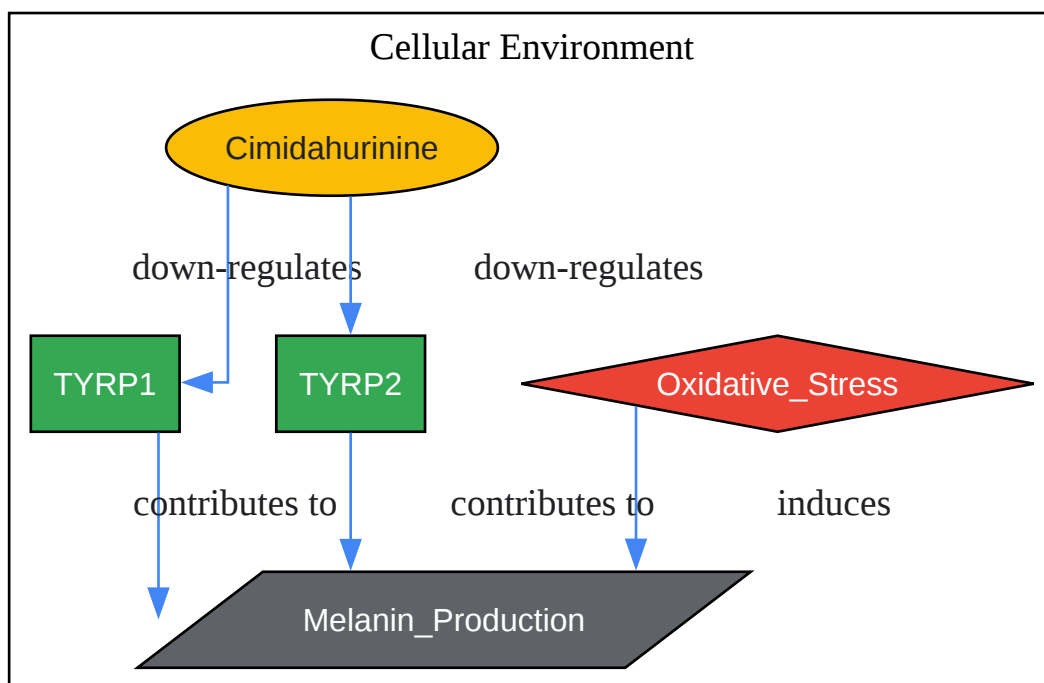 Cellular Environment
Cimidahurinine
down-regulates
down-regulates
TYRP1
TYRP2
Oxidative_Stress
contributes to
contributes to
induces
Melanin_Production